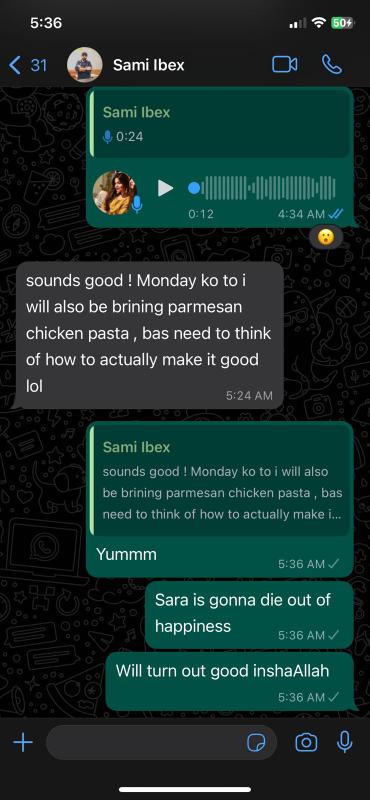 5:36
50
31
Sami Ibex
Sami Ibex
0:24
0:12
4:34 AM
sounds good ! Monday ko to i
will also be brining parmesan
chicken pasta , bas need to think
of how to actually make it good
lol
5:24 AM
Sami Ibex
sounds good ! Monday ko to i will also
be brining parmesan chicken pasta , bas
need to think of how to actually make i...
Yummm
5:36 AM
Sara is gonna die out of
happiness
5:36 AM
Will turn out good inshaAllah
5:36 AM